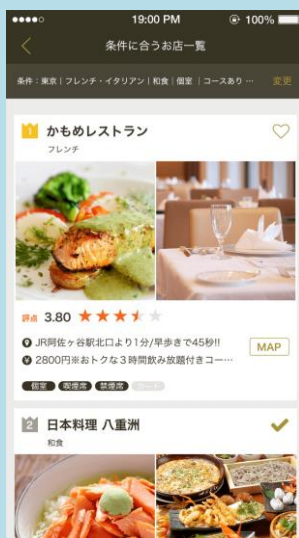 19:00 PM 100%
条件に合うお店一覧
条件：東京｜フレンチ・イタリアン｜和食｜個室 ｜コースあり … 変更
1 かもめレストラン
フレンチ
評点 3.80
JR阿佐ヶ谷駅北口より1分/早歩きで45秒!!
2800円※おトクな３時間飲み放題付きコー…
MAP
個室 喫煙席 禁煙席
2 日本料理 八重洲
和食